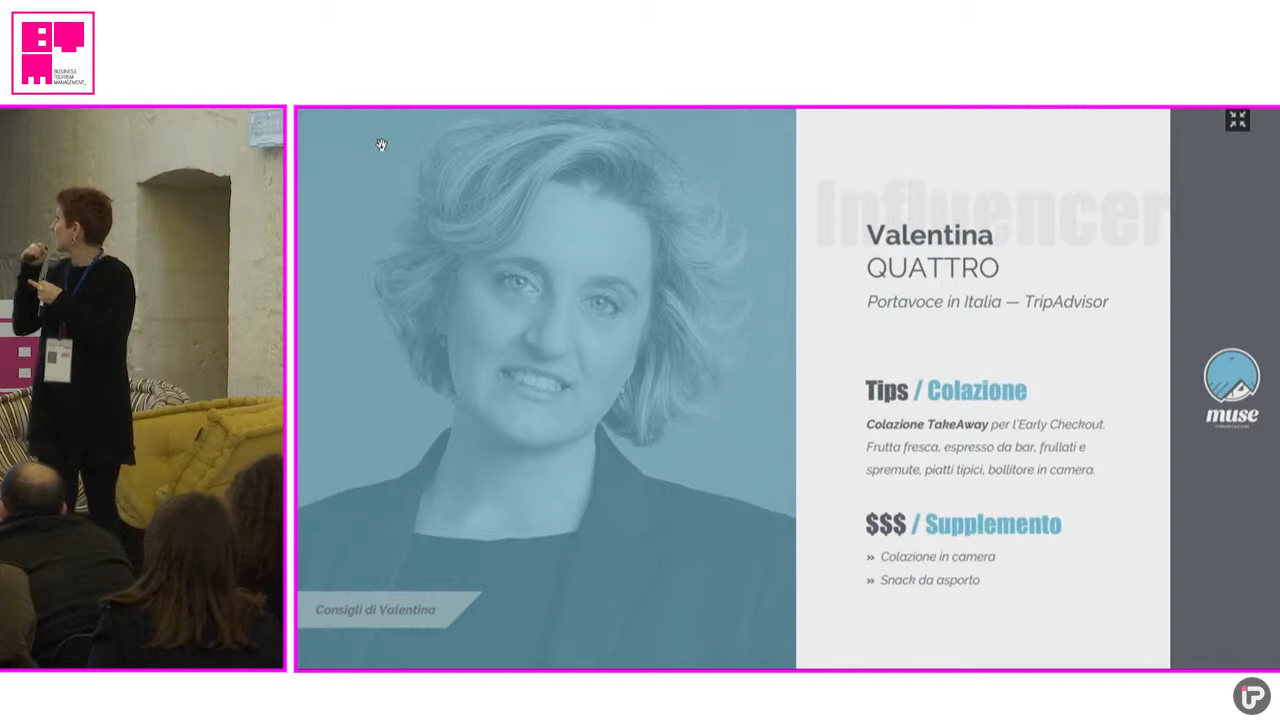 BUSINESS
TOURISM
MANAGEMENT_
Influencer
Valentina
QUATTRO
Portavoce in Italia — TripAdvisor
Tips / Colazione
Colazione TakeAway per l'Early Checkout.
Frutta fresca, espresso da bar, frullati e
spremute, piatti tipici, bollitore in camera.
$$$ / Supplemento
» Colazione in camera
» Snack da asporto
Consigli di Valentina
muse
iP